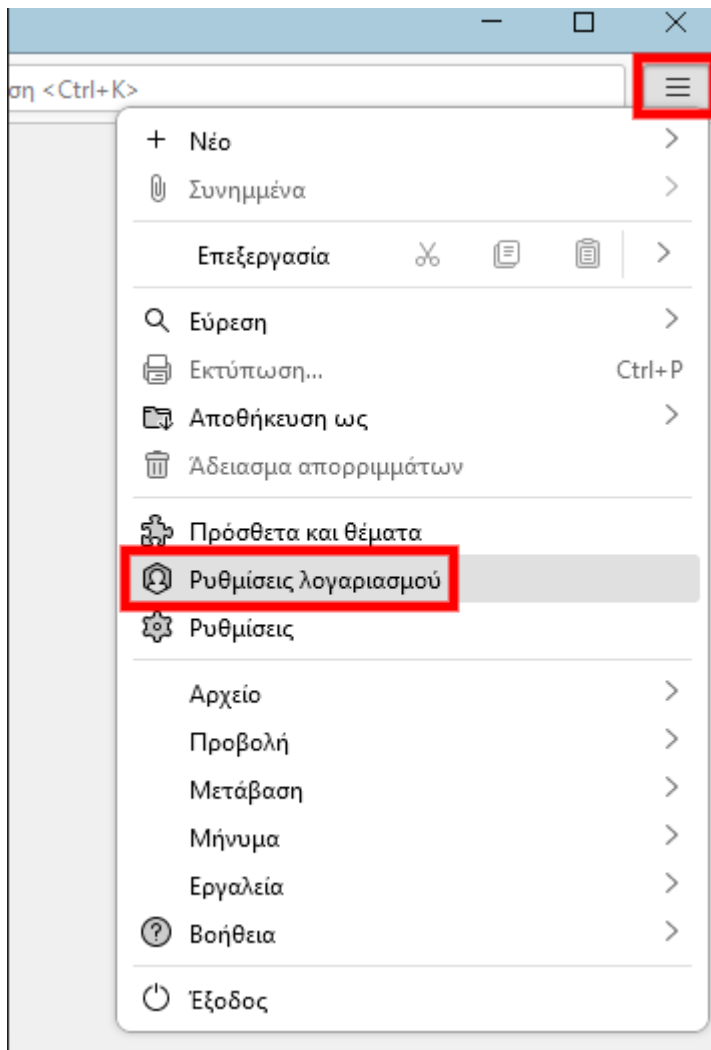 ση <Ctrl+K>
Νέο
Συνημμένα
Επεξεργασία
Εύρεση
Εκτύπωση... Ctrl+P
Αποθήκευση ως
Άδειασμα απορριμμάτων
Πρόσθετα και θέματα
Ρυθμίσεις λογαριασμού
Ρυθμίσεις
Αρχείο
Προβολή
Μετάβαση
Μήνυμα
Εργαλεία
Βοήθεια
Έξοδος